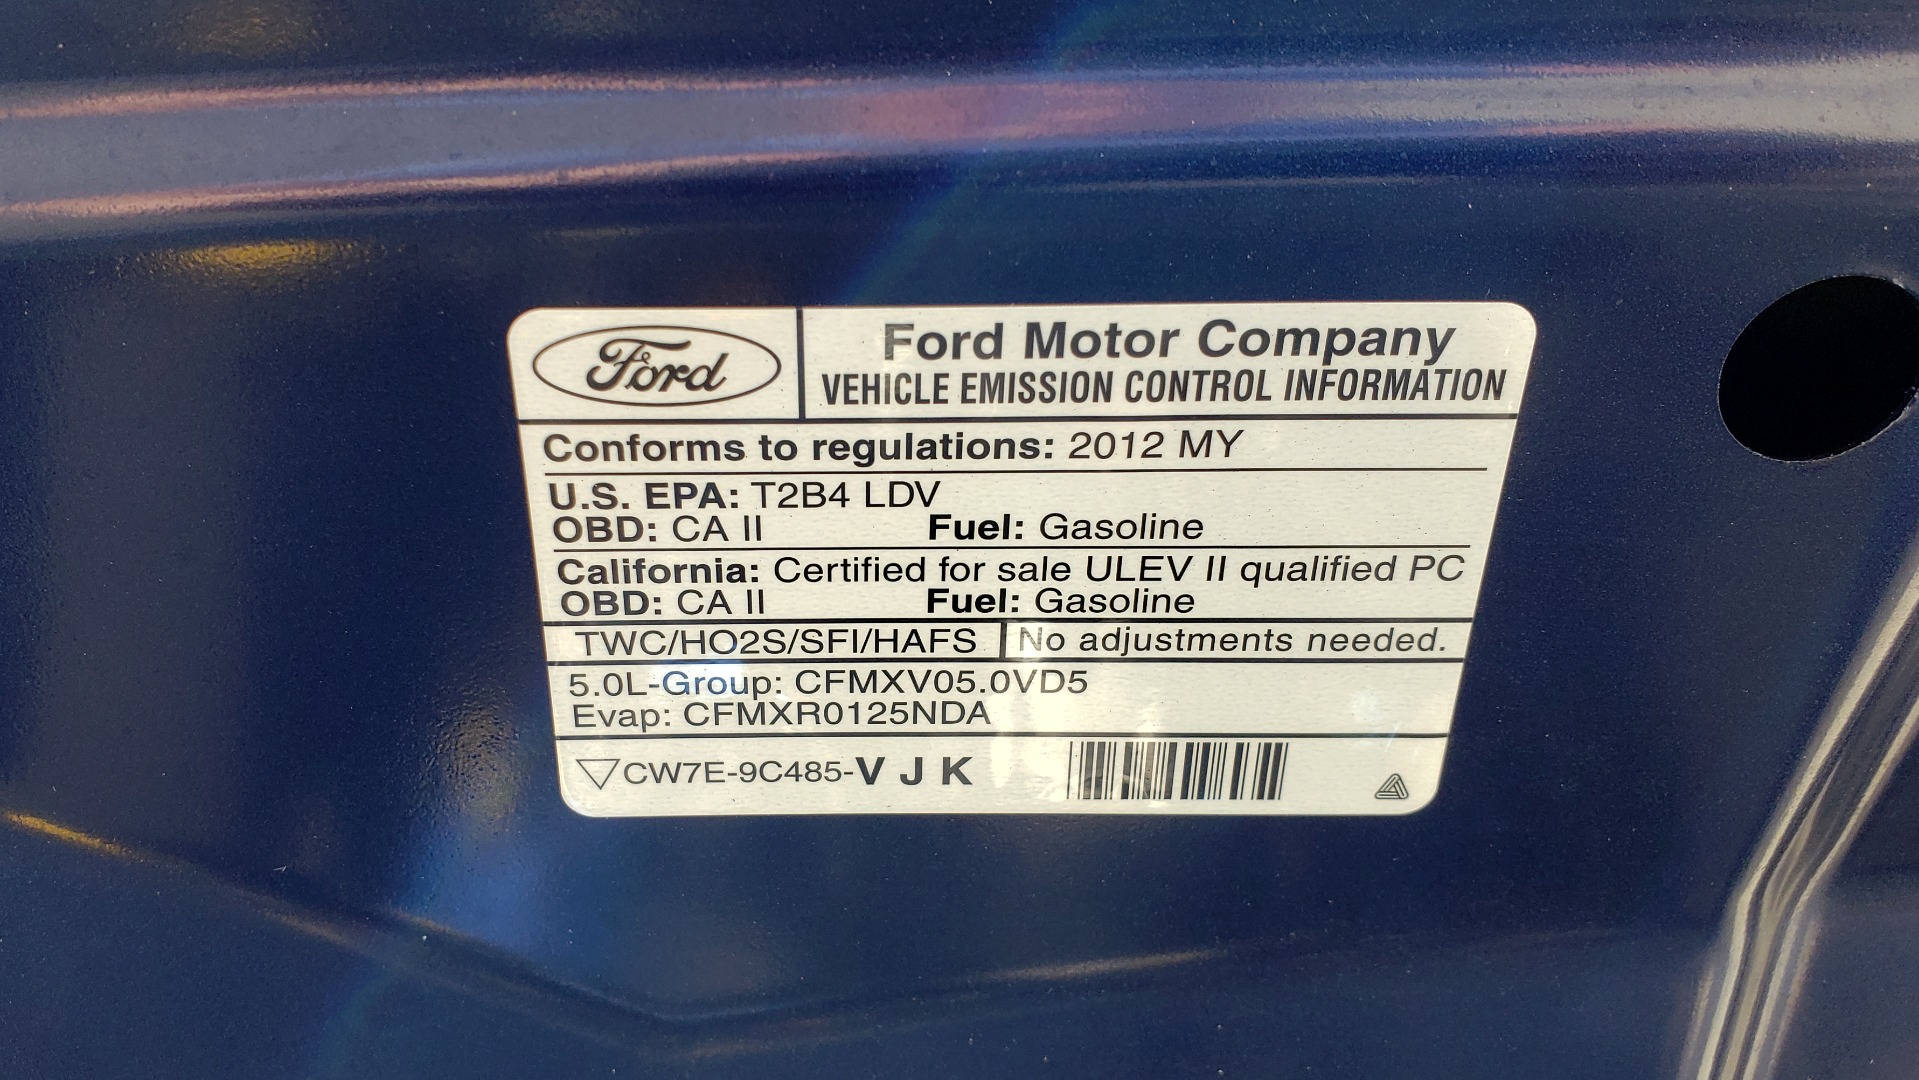 Ford
Ford Motor Company
VEHICLE EMISSION CONTROL INFORMATION
Conforms to regulations: 2012 MY
U.S. EPA: T2B4 LDV
OBD: CA II Fuel: Gasoline
California: Certified for sale ULEV II qualified PC
OBD: CA II Fuel: Gasoline
TWC/HO2S/SFI/HAFS No adjustments needed.
5.0L-Group: CFMXV05.0VD5
Evap: CFMXR0125NDA
CW7E-9C485-V J K